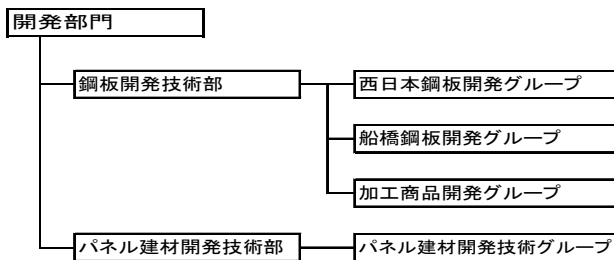 開発部門
鋼板開発技術部
西日本鋼板開発グループ
船橋鋼板開発グループ
加工商品開発グループ
パネル建材開発技術部
パネル建材開発技術グループ